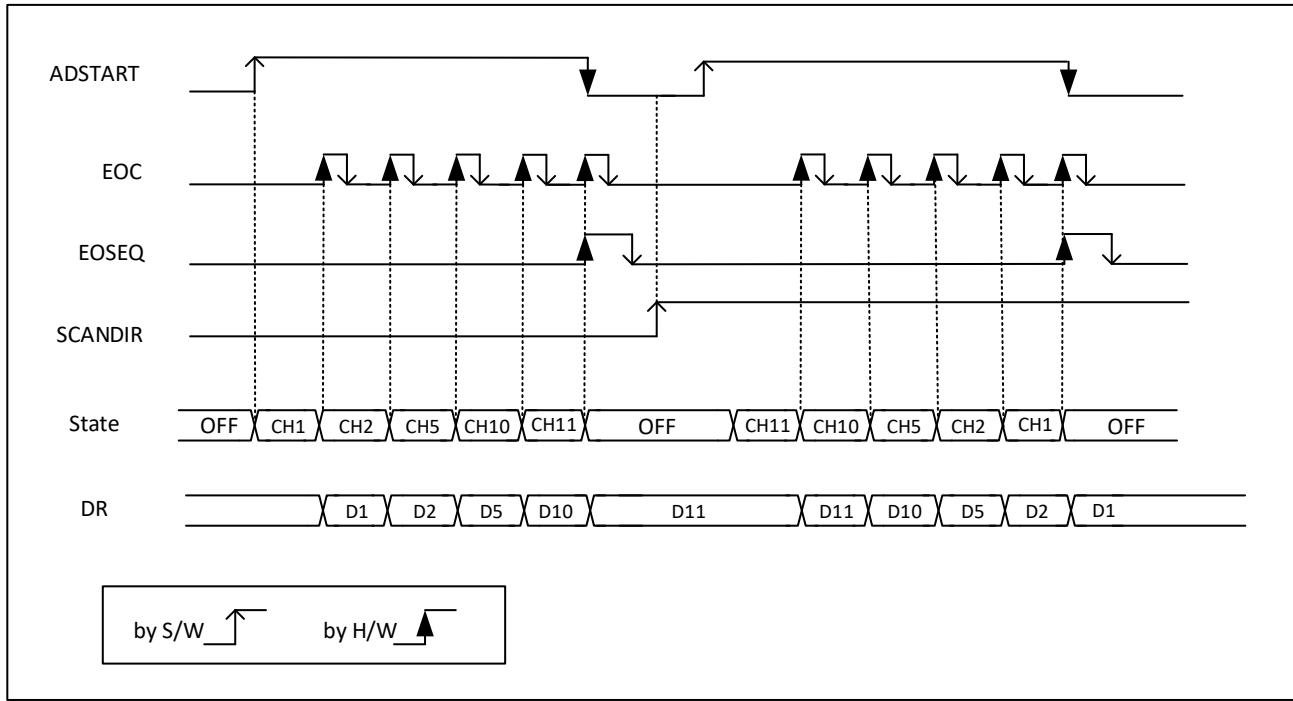 ADSTART
EOC
EOSEQ
SCANDIR
State OFF CH1 CH2 CH5 CH10 CH11 OFF CH11 CH10 CH5 CH2 CH1 OFF
DR D1 D2 D5 D10 D11 D11 D10 D5 D2 D1
by S/W by H/W